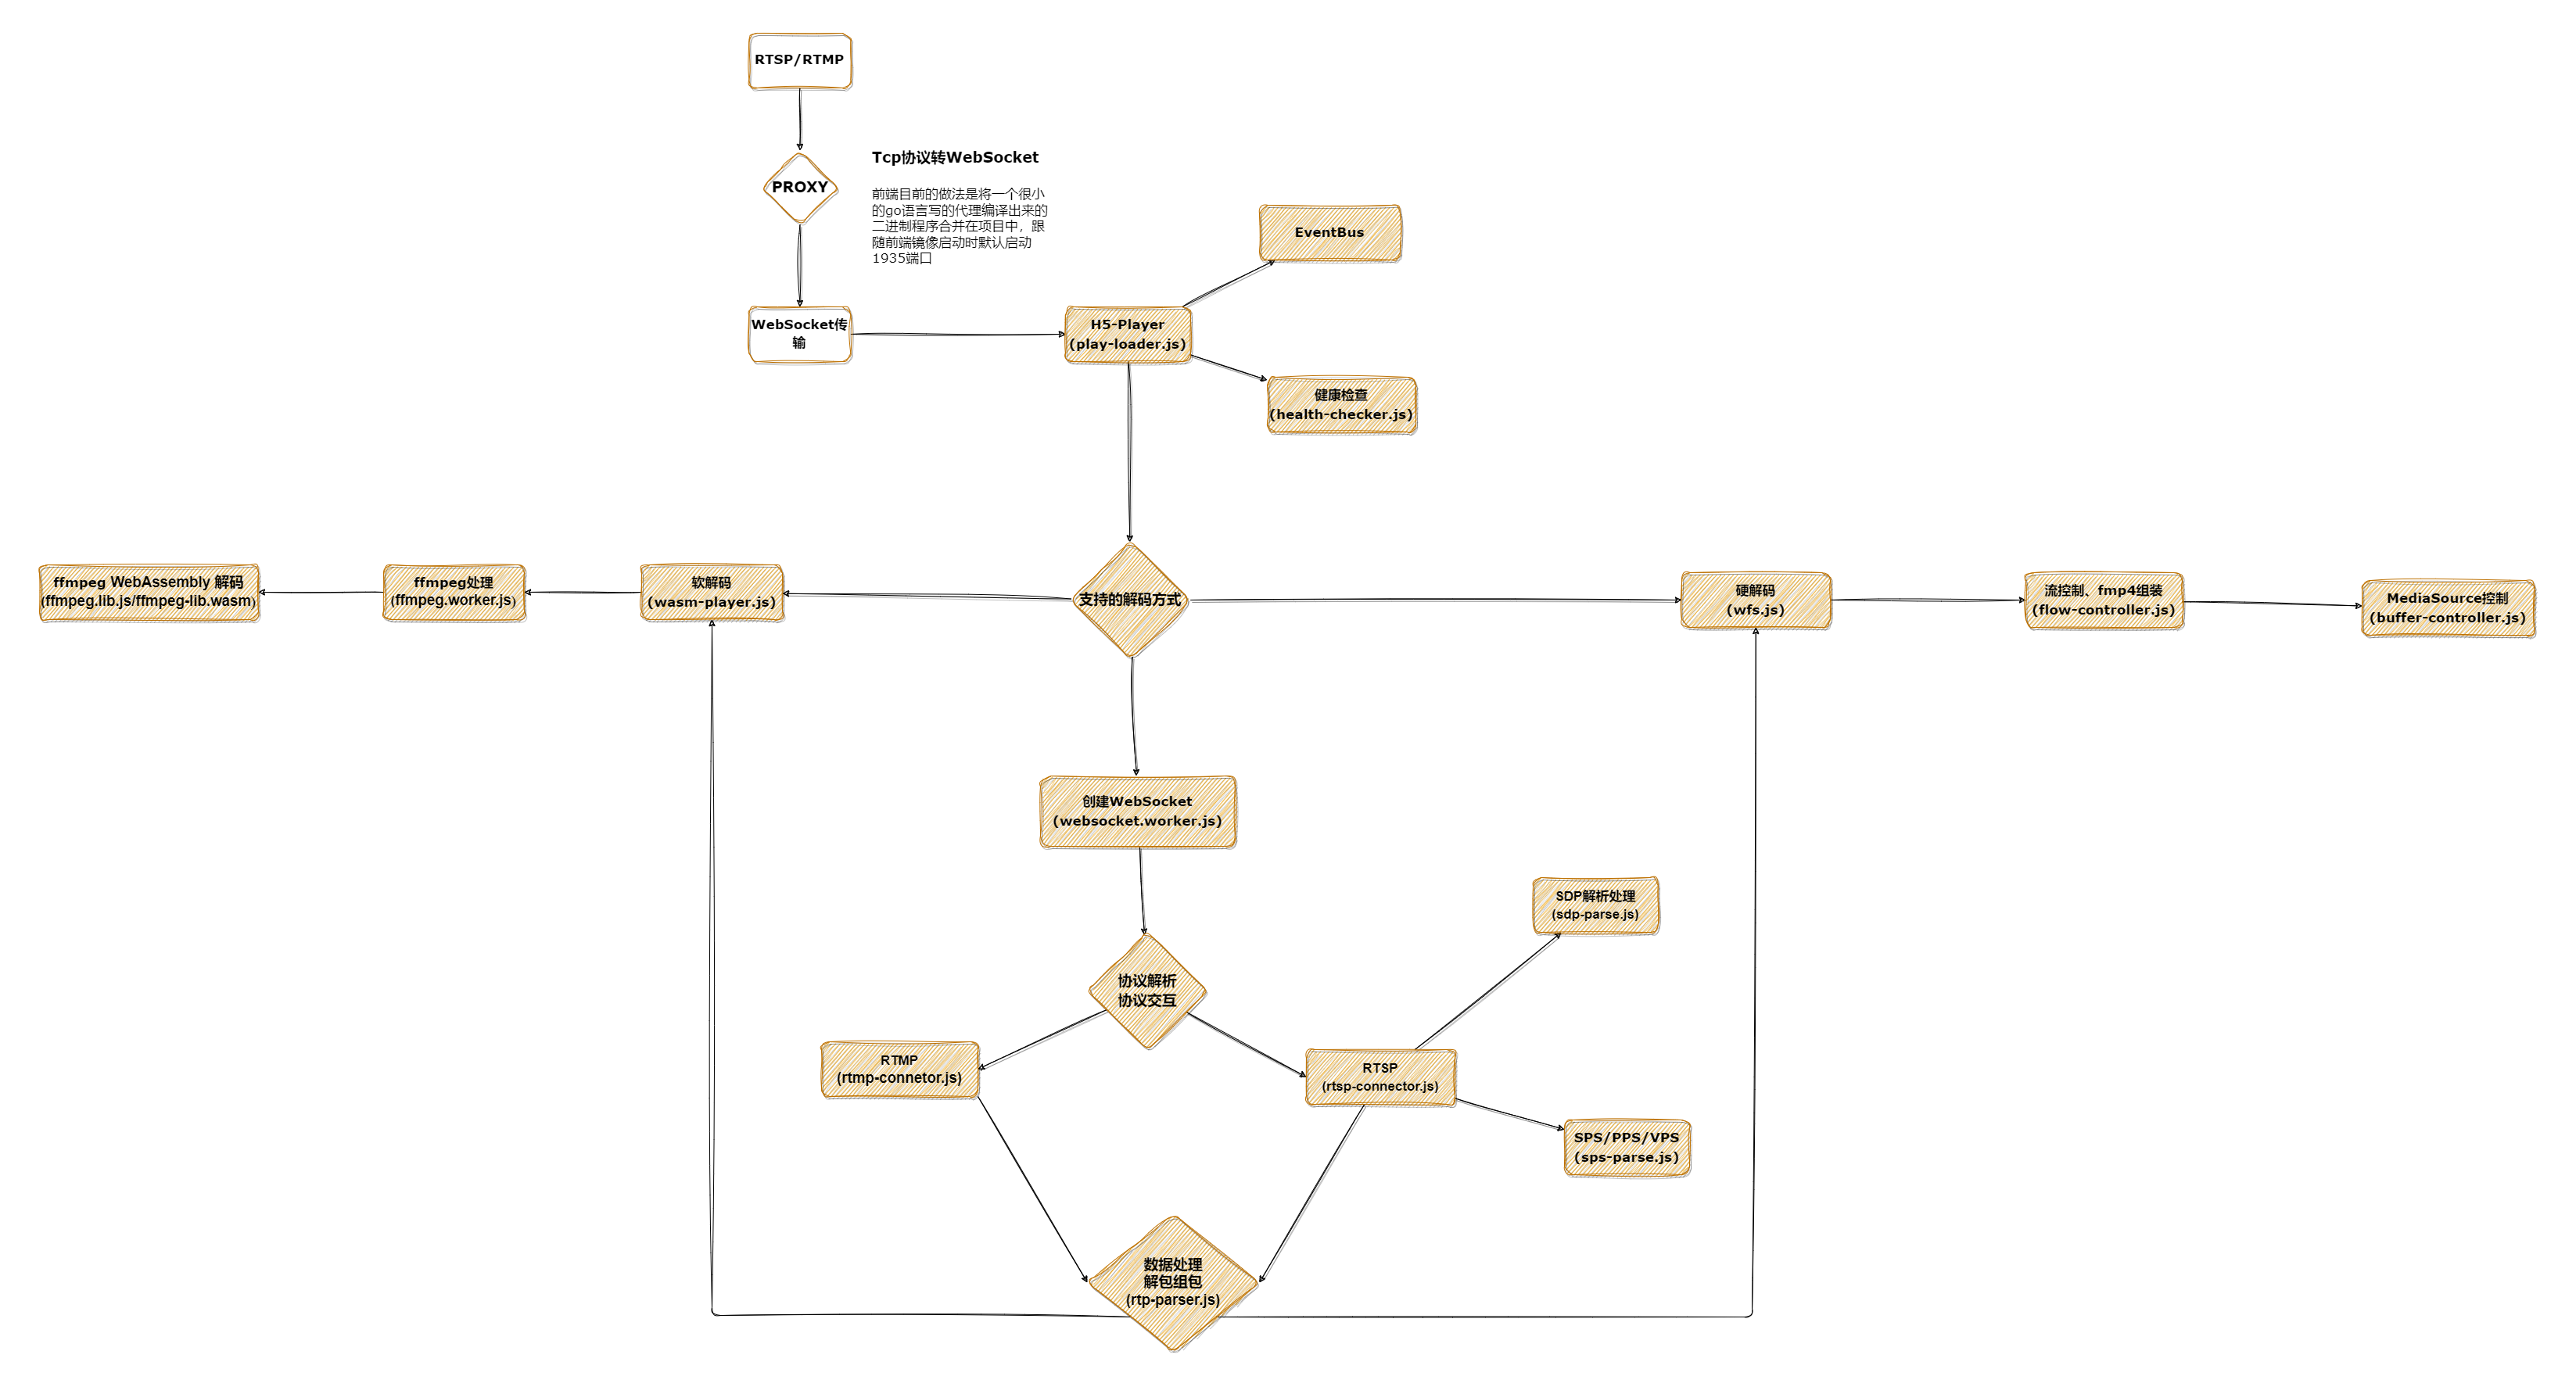 RTSP/RTMP
PROXY
Tcp协议转WebSocket
前端目前的做法是将一个很小
的go语言写的代理编译出来的
二进制程序合并在项目中，跟
随前端镜像启动时默认启动
1935端口
EventBus
WebSocket传
输
H5-Player
(play-loader.js)
健康检查
(health-checker.js)
ffmpeg WebAssembly 解码
(ffmpeg.lib.js/ffmpeg-lib.wasm)
ffmpeg处理
(ffmpeg.worker.js)
软解码
(wasm-player.js)
支持的解码方式
硬解码
(wfs.js)
流控制、fmp4组装
(flow-controller.js)
MediaSource控制
(buffer-controller.js)
创建WebSocket
(websocket.worker.js)
SDP解析处理
(sdp-parse.js)
协议解析
协议交互
RTMP
(rtmp-connetor.js)
RTSP
(rtsp-connector.js)
SPS/PPS/VPS
(sps-parse.js)
数据处理
解包组包
(rtp-parser.js)